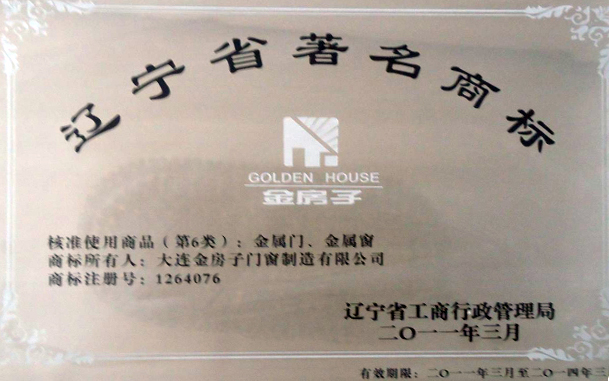 辽宁省著名商标
GOLDEN HOUSE
金房子
核准使用商品（第6类）：金属门、金属窗
商标所有人：大连金房子门窗制造有限公司
商标注册号：1264076
辽宁省工商行政管理局
二〇一一年三月
有效期限：二〇一一年三月至二〇一四年三